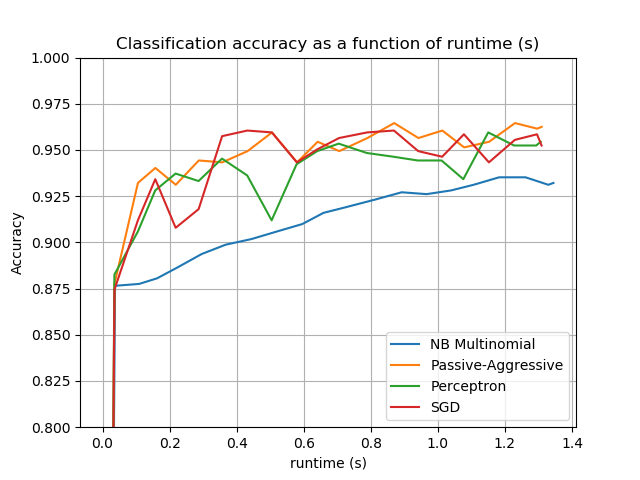 Classification accuracy as a function of runtime (s)
1.000
0.975
0.950
0.925
0.900
0.875
0.850
0.825
0.800
Accuracy
NB Multinomial
Passive-Aggressive
Perceptron
SGD
0.0 0.2 0.4 0.6 0.8 1.0 1.2 1.4
runtime (s)